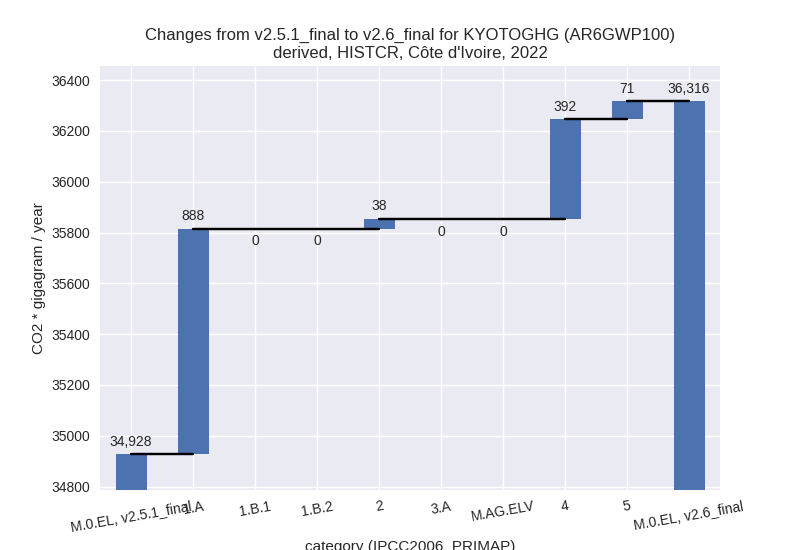 Changes from v2.5.1_final to v2.6_final for KYOTOGHG (AR6GWP100)
derived, HISTCR, Côte d'Ivoire, 2022
CO2 * gigagram / year
36400
36200
36000
35800
35600
35400
35200
35000
34800
34,928
888
0
0
38
0
0
392
71
36,316
M.0.EL, v2.5.1_final
1.A
1.B.1
1.B.2
2
3.A
M.AG.ELV
4
5
M.0.EL, v2.6_final
category (IPCC2006_PRIMAP)